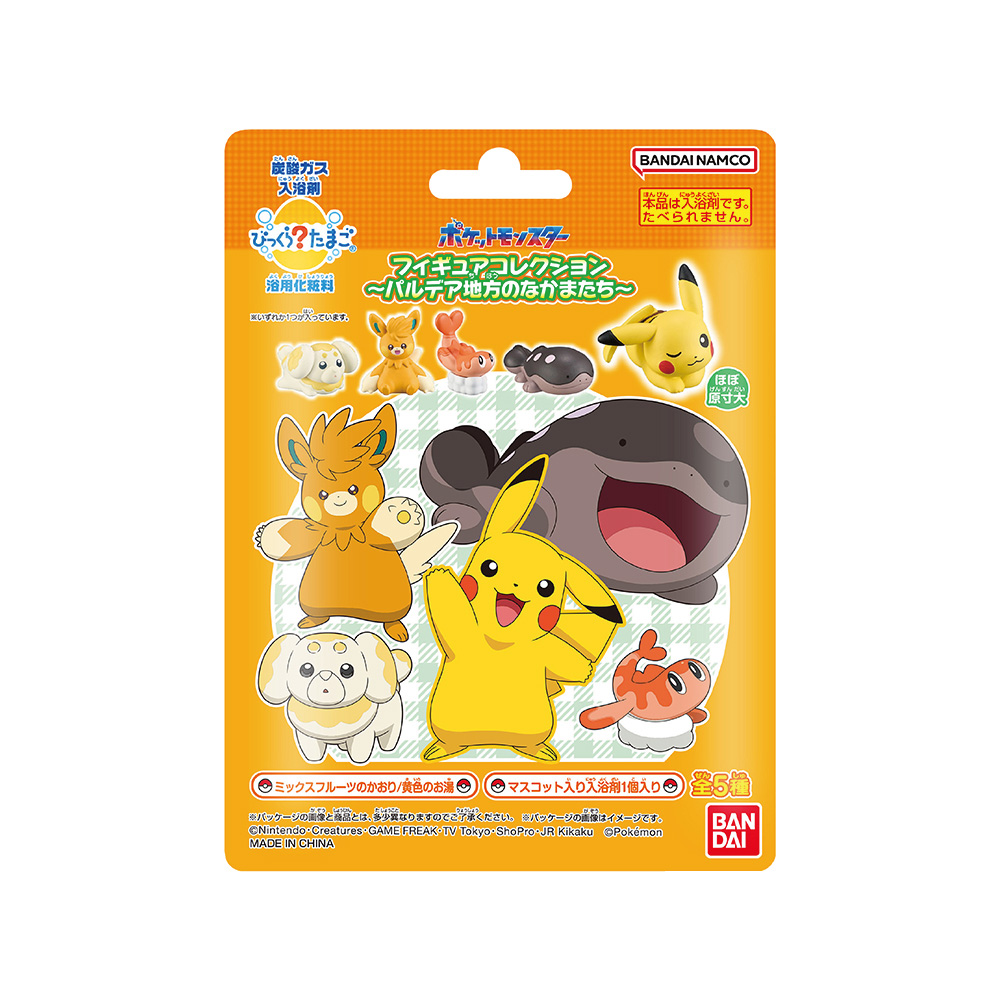 炭酸ガス
入浴剤
びっくら?たまご®
浴用化粧料
BANDAI NAMCO
本品は入浴剤です。
たべられません。
ポケットモンスター
フィギュアコレクション
~パルデア地方のなかまたち~
※いずれか1つが入っています。
ほぼ
原寸大
ミックスフルーツのかおり/黄色のお湯
マスコット入り入浴剤1個入り
全5種
※パッケージの画像と商品とは、多少異なりますのでご了承ください。 ※パッケージの画像はイメージです。
©Nintendo・Creatures・GAME FREAK・TV Tokyo・ShoPro・JR Kikaku ©Pokémon
MADE IN CHINA
BAN
DAI